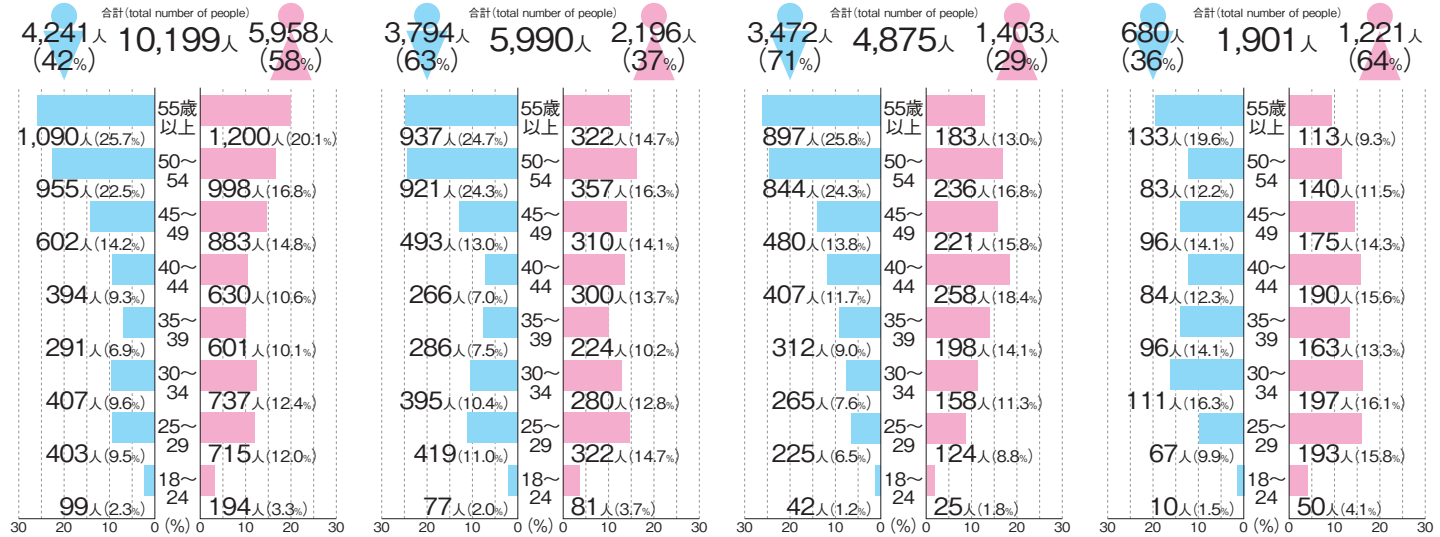 合計(total number of people)
4,241人
(42%)
10,199人
5,958人
(58%)
55歳以上
1,090人(25.7%)
1,200人(20.1%)
50〜54
955人(22.5%)
998人(16.8%)
45〜49
602人(14.2%)
883人(14.8%)
40〜44
394人(9.3%)
630人(10.6%)
35〜39
291人(6.9%)
601人(10.1%)
30〜34
407人(9.6%)
737人(12.4%)
25〜29
403人(9.5%)
715人(12.0%)
18〜24
99人(2.3%)
194人(3.3%)
30 20 10 0 (%) 0 10 20 30
合計(total number of people)
3,794人
(63%)
5,990人
2,196人
(37%)
55歳以上
937人(24.7%)
322人(14.7%)
50〜54
921人(24.3%)
357人(16.3%)
45〜49
493人(13.0%)
310人(14.1%)
40〜44
266人(7.0%)
300人(13.7%)
35〜39
286人(7.5%)
224人(10.2%)
30〜34
395人(10.4%)
280人(12.8%)
25〜29
419人(11.0%)
322人(14.7%)
18〜24
77人(2.0%)
81人(3.7%)
30 20 10 0 (%) 0 10 20 30
合計(total number of people)
3,472人
(71%)
4,875人
1,403人
(29%)
55歳以上
897人(25.8%)
183人(13.0%)
50〜54
844人(24.3%)
236人(16.8%)
45〜49
480人(13.8%)
221人(15.8%)
40〜44
407人(11.7%)
258人(18.4%)
35〜39
312人(9.0%)
198人(14.1%)
30〜34
265人(7.6%)
158人(11.3%)
25〜29
225人(6.5%)
124人(8.8%)
18〜24
42人(1.2%)
25人(1.8%)
30 20 10 0 (%) 0 10 20 30
合計(total number of people)
680人
(36%)
1,901人
1,221人
(64%)
55歳以上
133人(19.6%)
113人(9.3%)
50〜54
83人(12.2%)
140人(11.5%)
45〜49
96人(14.1%)
175人(14.3%)
40〜44
84人(12.3%)
190人(15.6%)
35〜39
96人(14.1%)
163人(13.3%)
30〜34
111人(16.3%)
197人(16.1%)
25〜29
67人(9.9%)
193人(15.8%)
18〜24
10人(1.5%)
50人(4.1%)
30 20 10 0 (%) 0 10 20 30